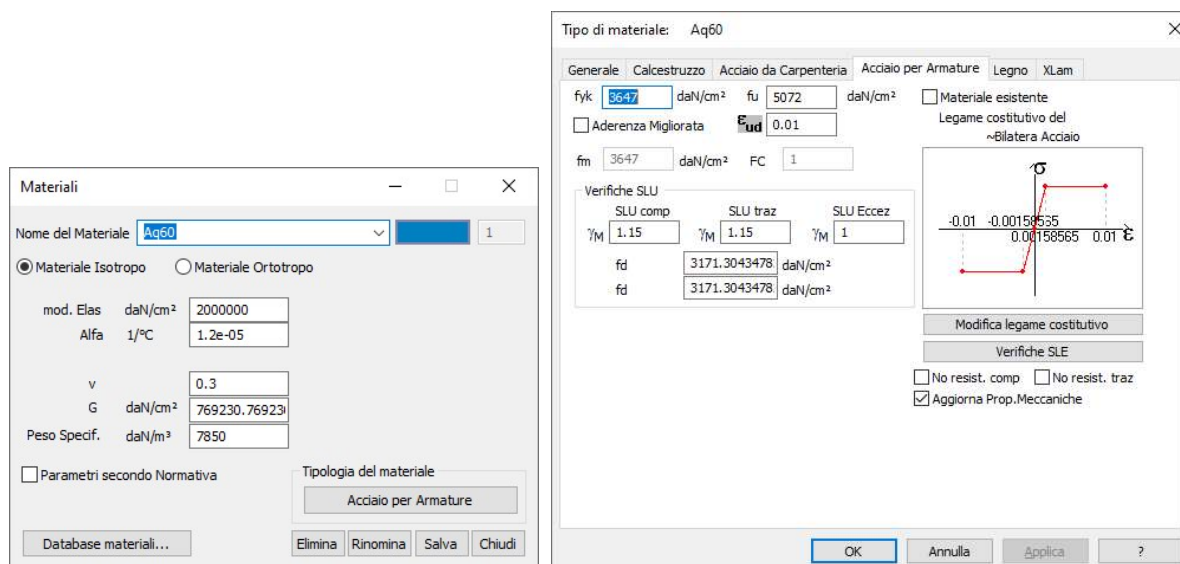 Materiali
Nome del Materiale Aq60 1
Materiale Isotropo Materiale Ortotropo
mod. Elas daN/cm² 2000000
Alfa 1/°C 1.2e-05
ν 0.3
G daN/cm² 769230.76923
Peso Specif. daN/m³ 7850
Parametri secondo Normativa
Tipologia del materiale
Acciaio per Armature
Database materiali... Elimina Rinomina Salva Chiudi
Tipo di materiale: Aq60
Generale Calcestruzzo Acciaio da Carpenteria Acciaio per Armature Legno XLam
fyk 3647 daN/cm² fu 5072 daN/cm² Materiale esistente
Aderenza Migliorata εud 0.01 Legame costitutivo del
~Bilatera Acciaio
fm 3647 daN/cm² FC 1
Verifiche SLU
SLU comp SLU traz SLU Eccez
γM 1.15 γM 1.15 γM 1
fd 3171.3043478 daN/cm²
fd 3171.3043478 daN/cm²
σ
-0.01 -0.00158535
0.00158565 0.01 ε
Modifica legame costitutivo
Verifiche SLE
No resist. comp No resist. traz
Aggiorna Prop.Meccaniche
OK Annulla Applica ?